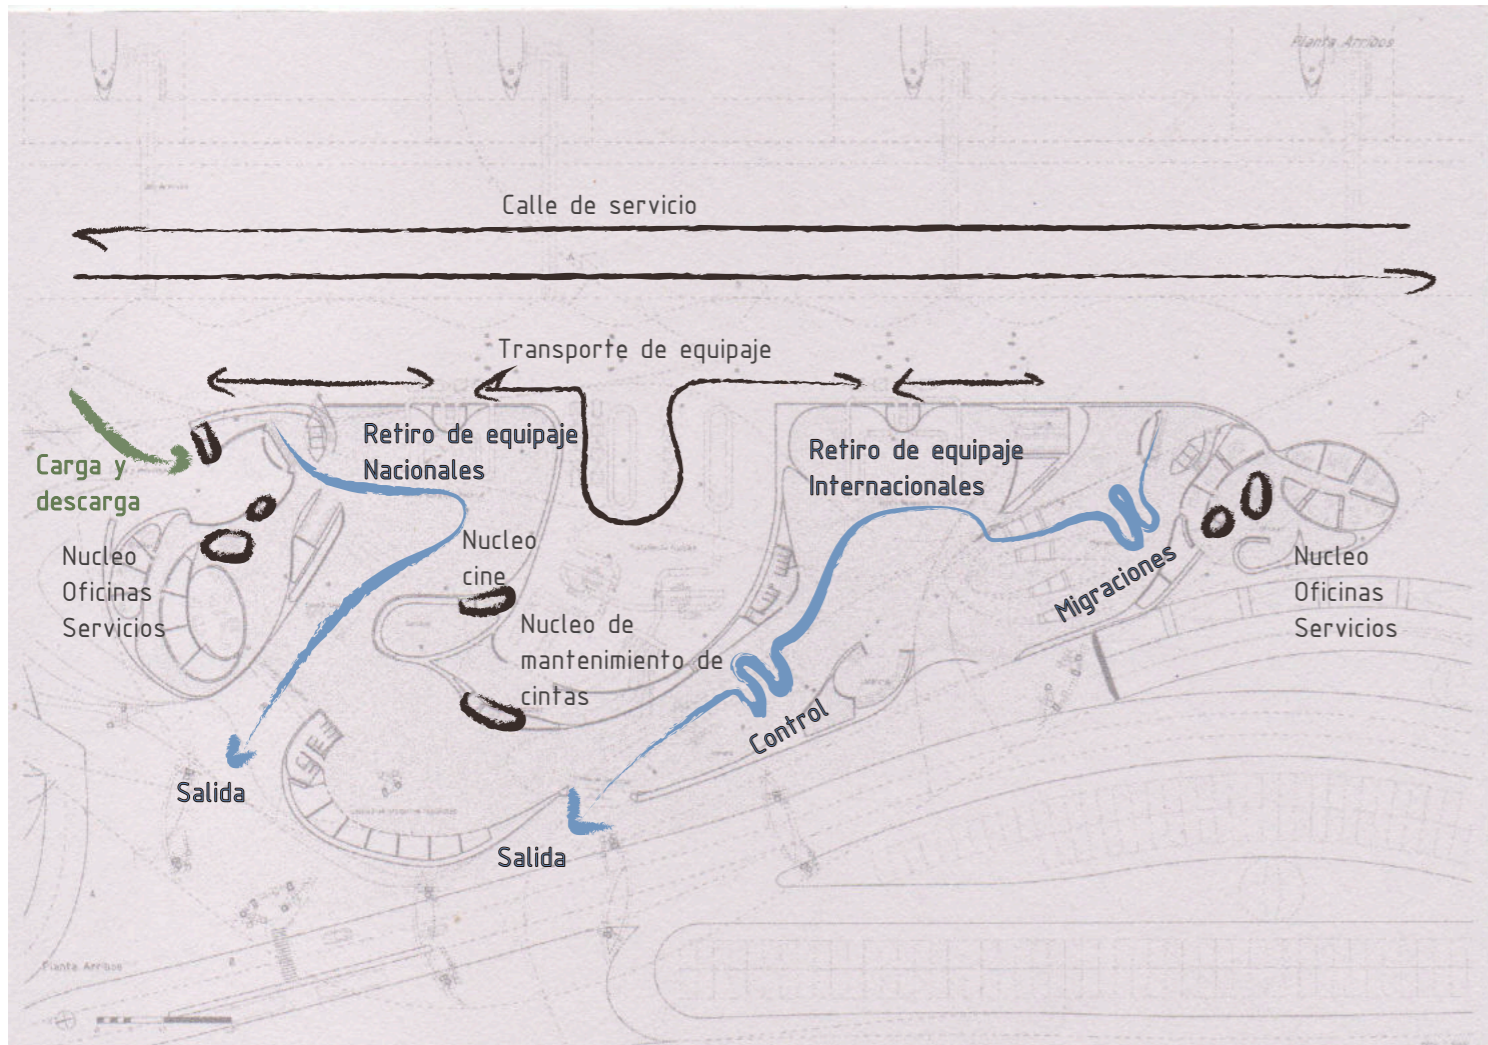 Planta Arribos
Calle de servicio
Transporte de equipaje
Retiro de equipaje
Nacionales
Retiro de equipaje
Internacionales
Carga y
descarga
Nucleo
Oficinas
Servicios
Nucleo
cine
Nucleo de
mantenimiento de
cintas
Migraciones
Nucleo
Oficinas
Servicios
Control
Salida
Salida
Planta Arribos